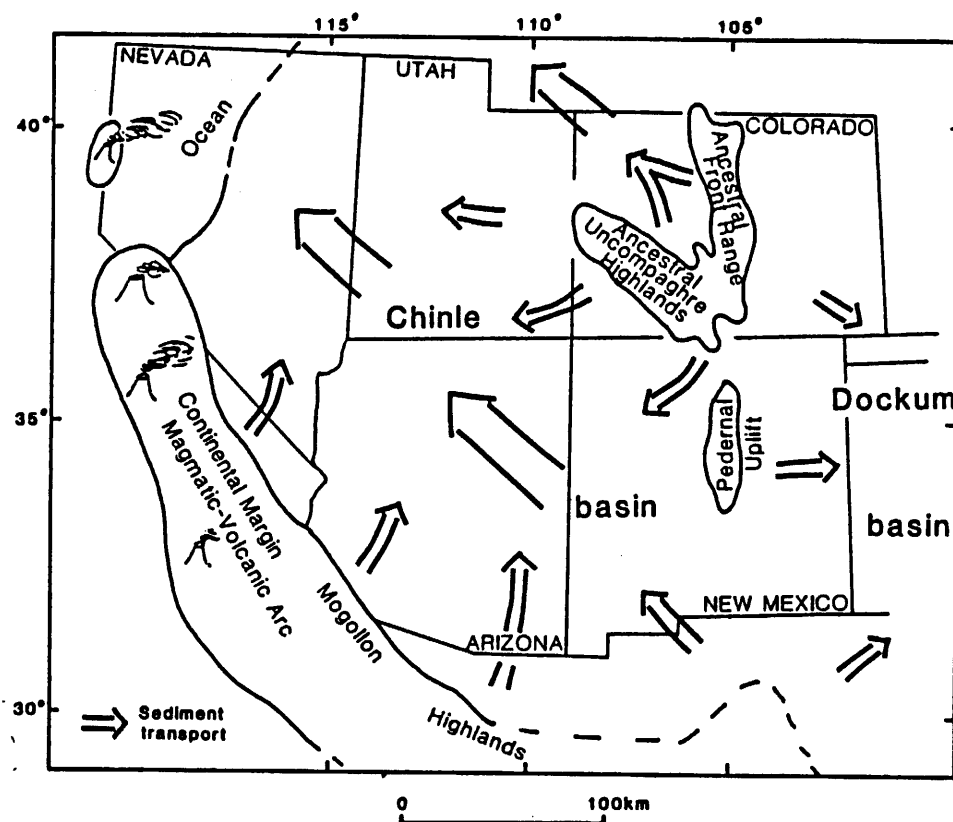 115°
110°
105°
NEVADA
UTAH
COLORADO
Ocean
40°
Ancestral
Front Range
Ancestral
Uncompaghre
Highlands
Chinle
35°
Dockum
Continental Margin
Magmatic-Volcanic Arc
Pedernal
Uplift
basin
basin
Mogollon
NEW MEXICO
ARIZONA
30°
Sediment
transport
Highlands
0
100km